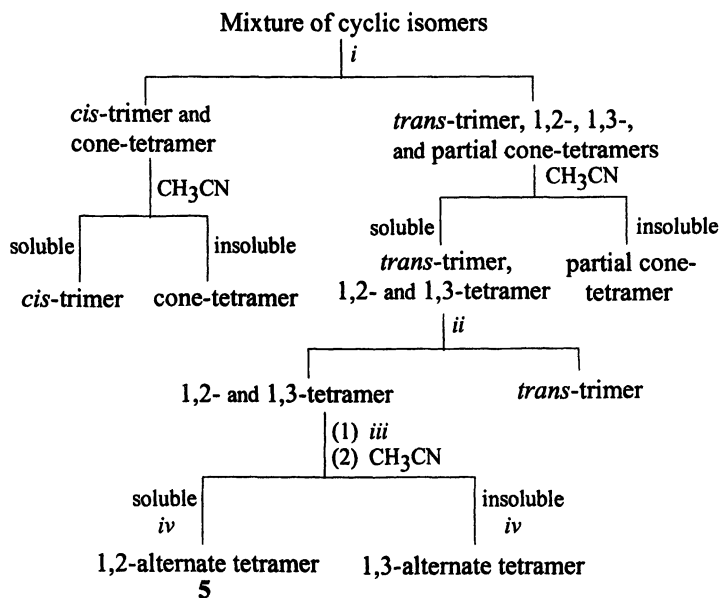 Mixture of cyclic isomers
i
cis-trimer and
cone-tetramer
trans-trimer, 1,2-, 1,3-,
and partial cone-tetramers
CH₃CN
CH₃CN
soluble
insoluble
soluble
insoluble
cis-trimer
cone-tetramer
trans-trimer,
1,2- and 1,3-tetramer
partial cone-
tetramer
ii
1,2- and 1,3-tetramer
trans-trimer
(1) iii
(2) CH₃CN
soluble
iv
insoluble
iv
1,2-alternate tetramer
5
1,3-alternate tetramer